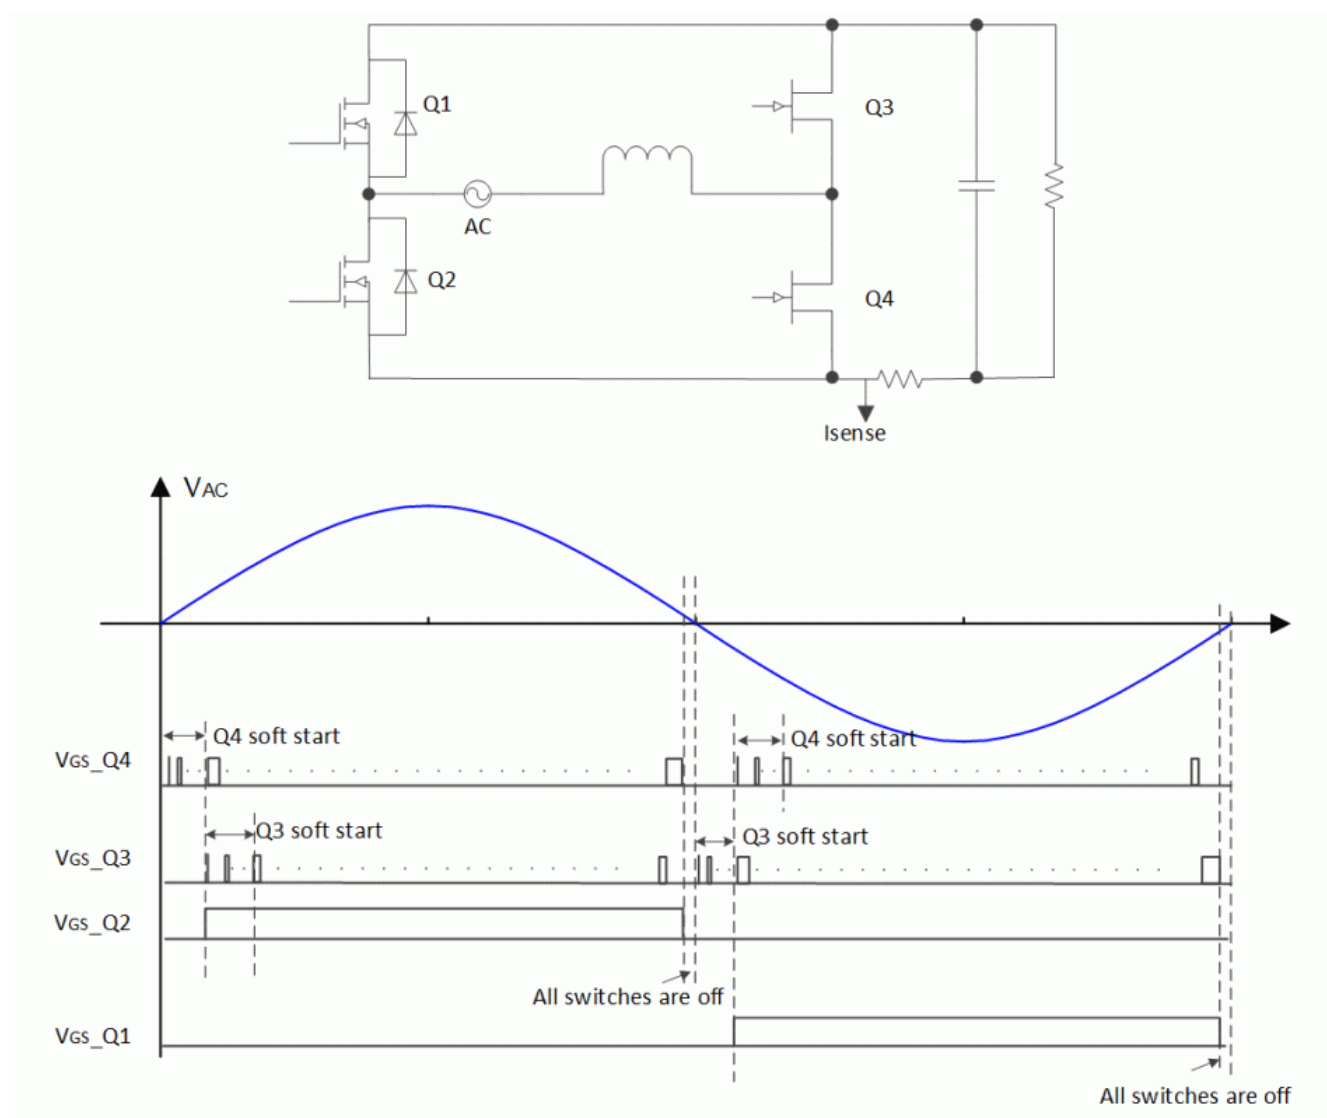 Q1
Q3
AC
Q2
Q4
Isense
VAC
Q4 soft start
Q4 soft start
VGS_Q4
Q3 soft start
Q3 soft start
VGS_Q3
VGS_Q2
All switches are off
VGS_Q1
All switches are off